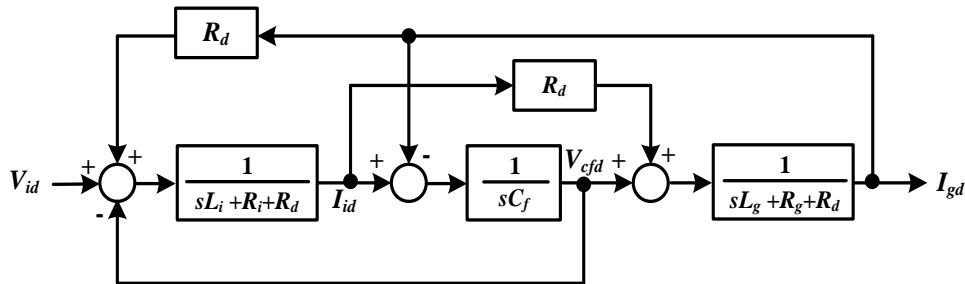 R_d
R_d
V_id
+
+
-
1
sL_i +R_i+R_d
I_id
+
-
1
sC_f
V_cfd
+
+
1
sL_g +R_g+R_d
I_gd